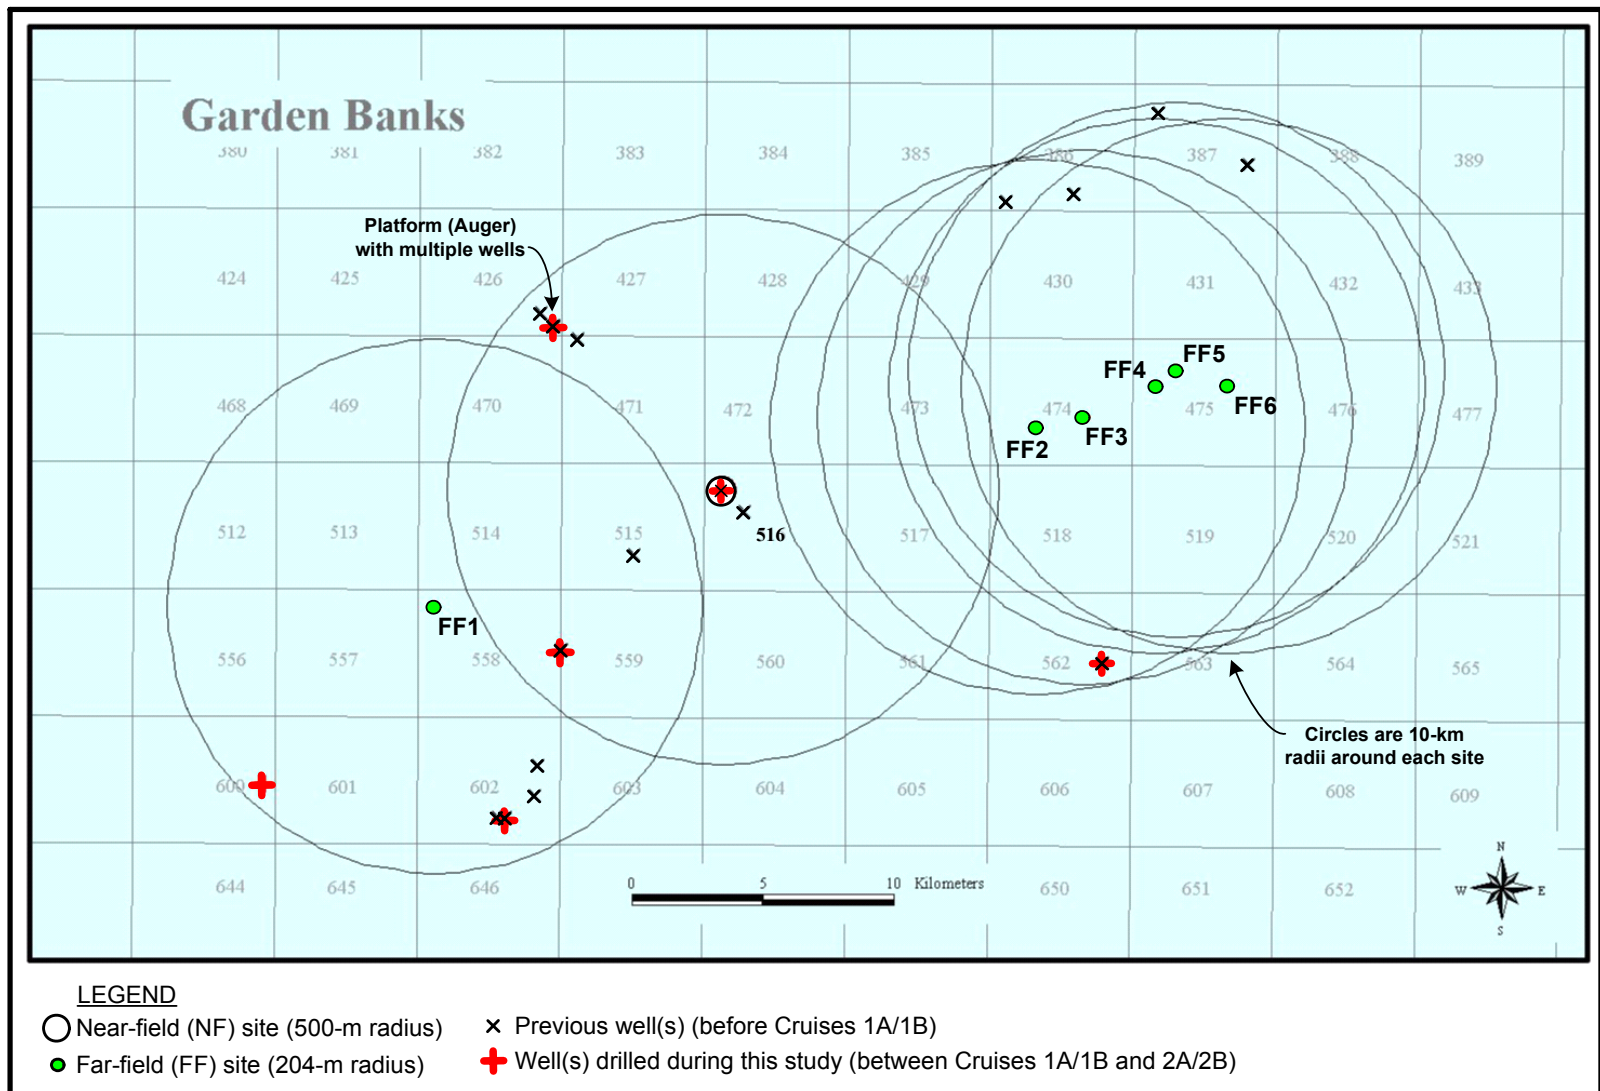 Garden Banks
380 381 382 383 384 385 386 387 388 389
Platform (Auger)
with multiple wells
424 425 426 427 428 429 430 431 432 433
468 469 470 471 472 473 474 475 476 477
FF4 FF5
FF6
FF2 FF3
512 513 514 515 516 517 518 519 520 521
FF1
556 557 558 559 560 561 562 563 564 565
Circles are 10-km
radii around each site
600 601 602 603 604 605 606 607 608 609
644 645 646 650 651 652
0 5 10 Kilometers
N
W E
S
LEGEND
Near-field (NF) site (500-m radius)
Far-field (FF) site (204-m radius)
Previous well(s) (before Cruises 1A/1B)
Well(s) drilled during this study (between Cruises 1A/1B and 2A/2B)